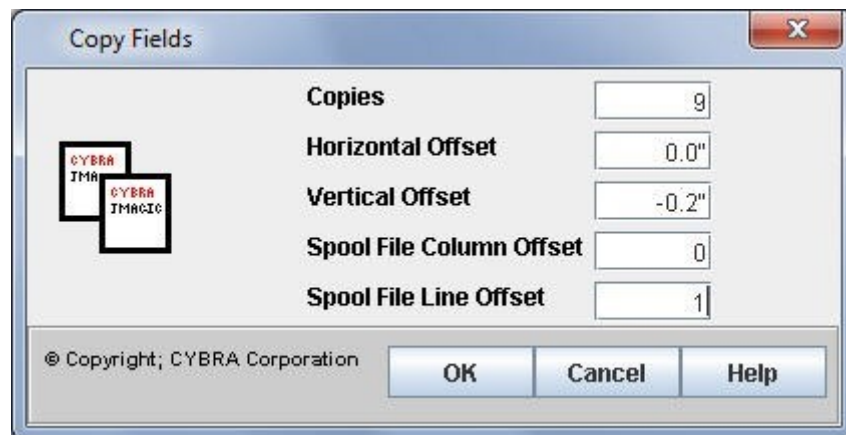 Copy Fields
Copies 9
Horizontal Offset 0.0"
Vertical Offset -0.2"
Spool File Column Offset 0
Spool File Line Offset 1
CYBRA
JMA
CYBRA
JMAGIC
© Copyright; CYBRA Corporation
OK Cancel Help